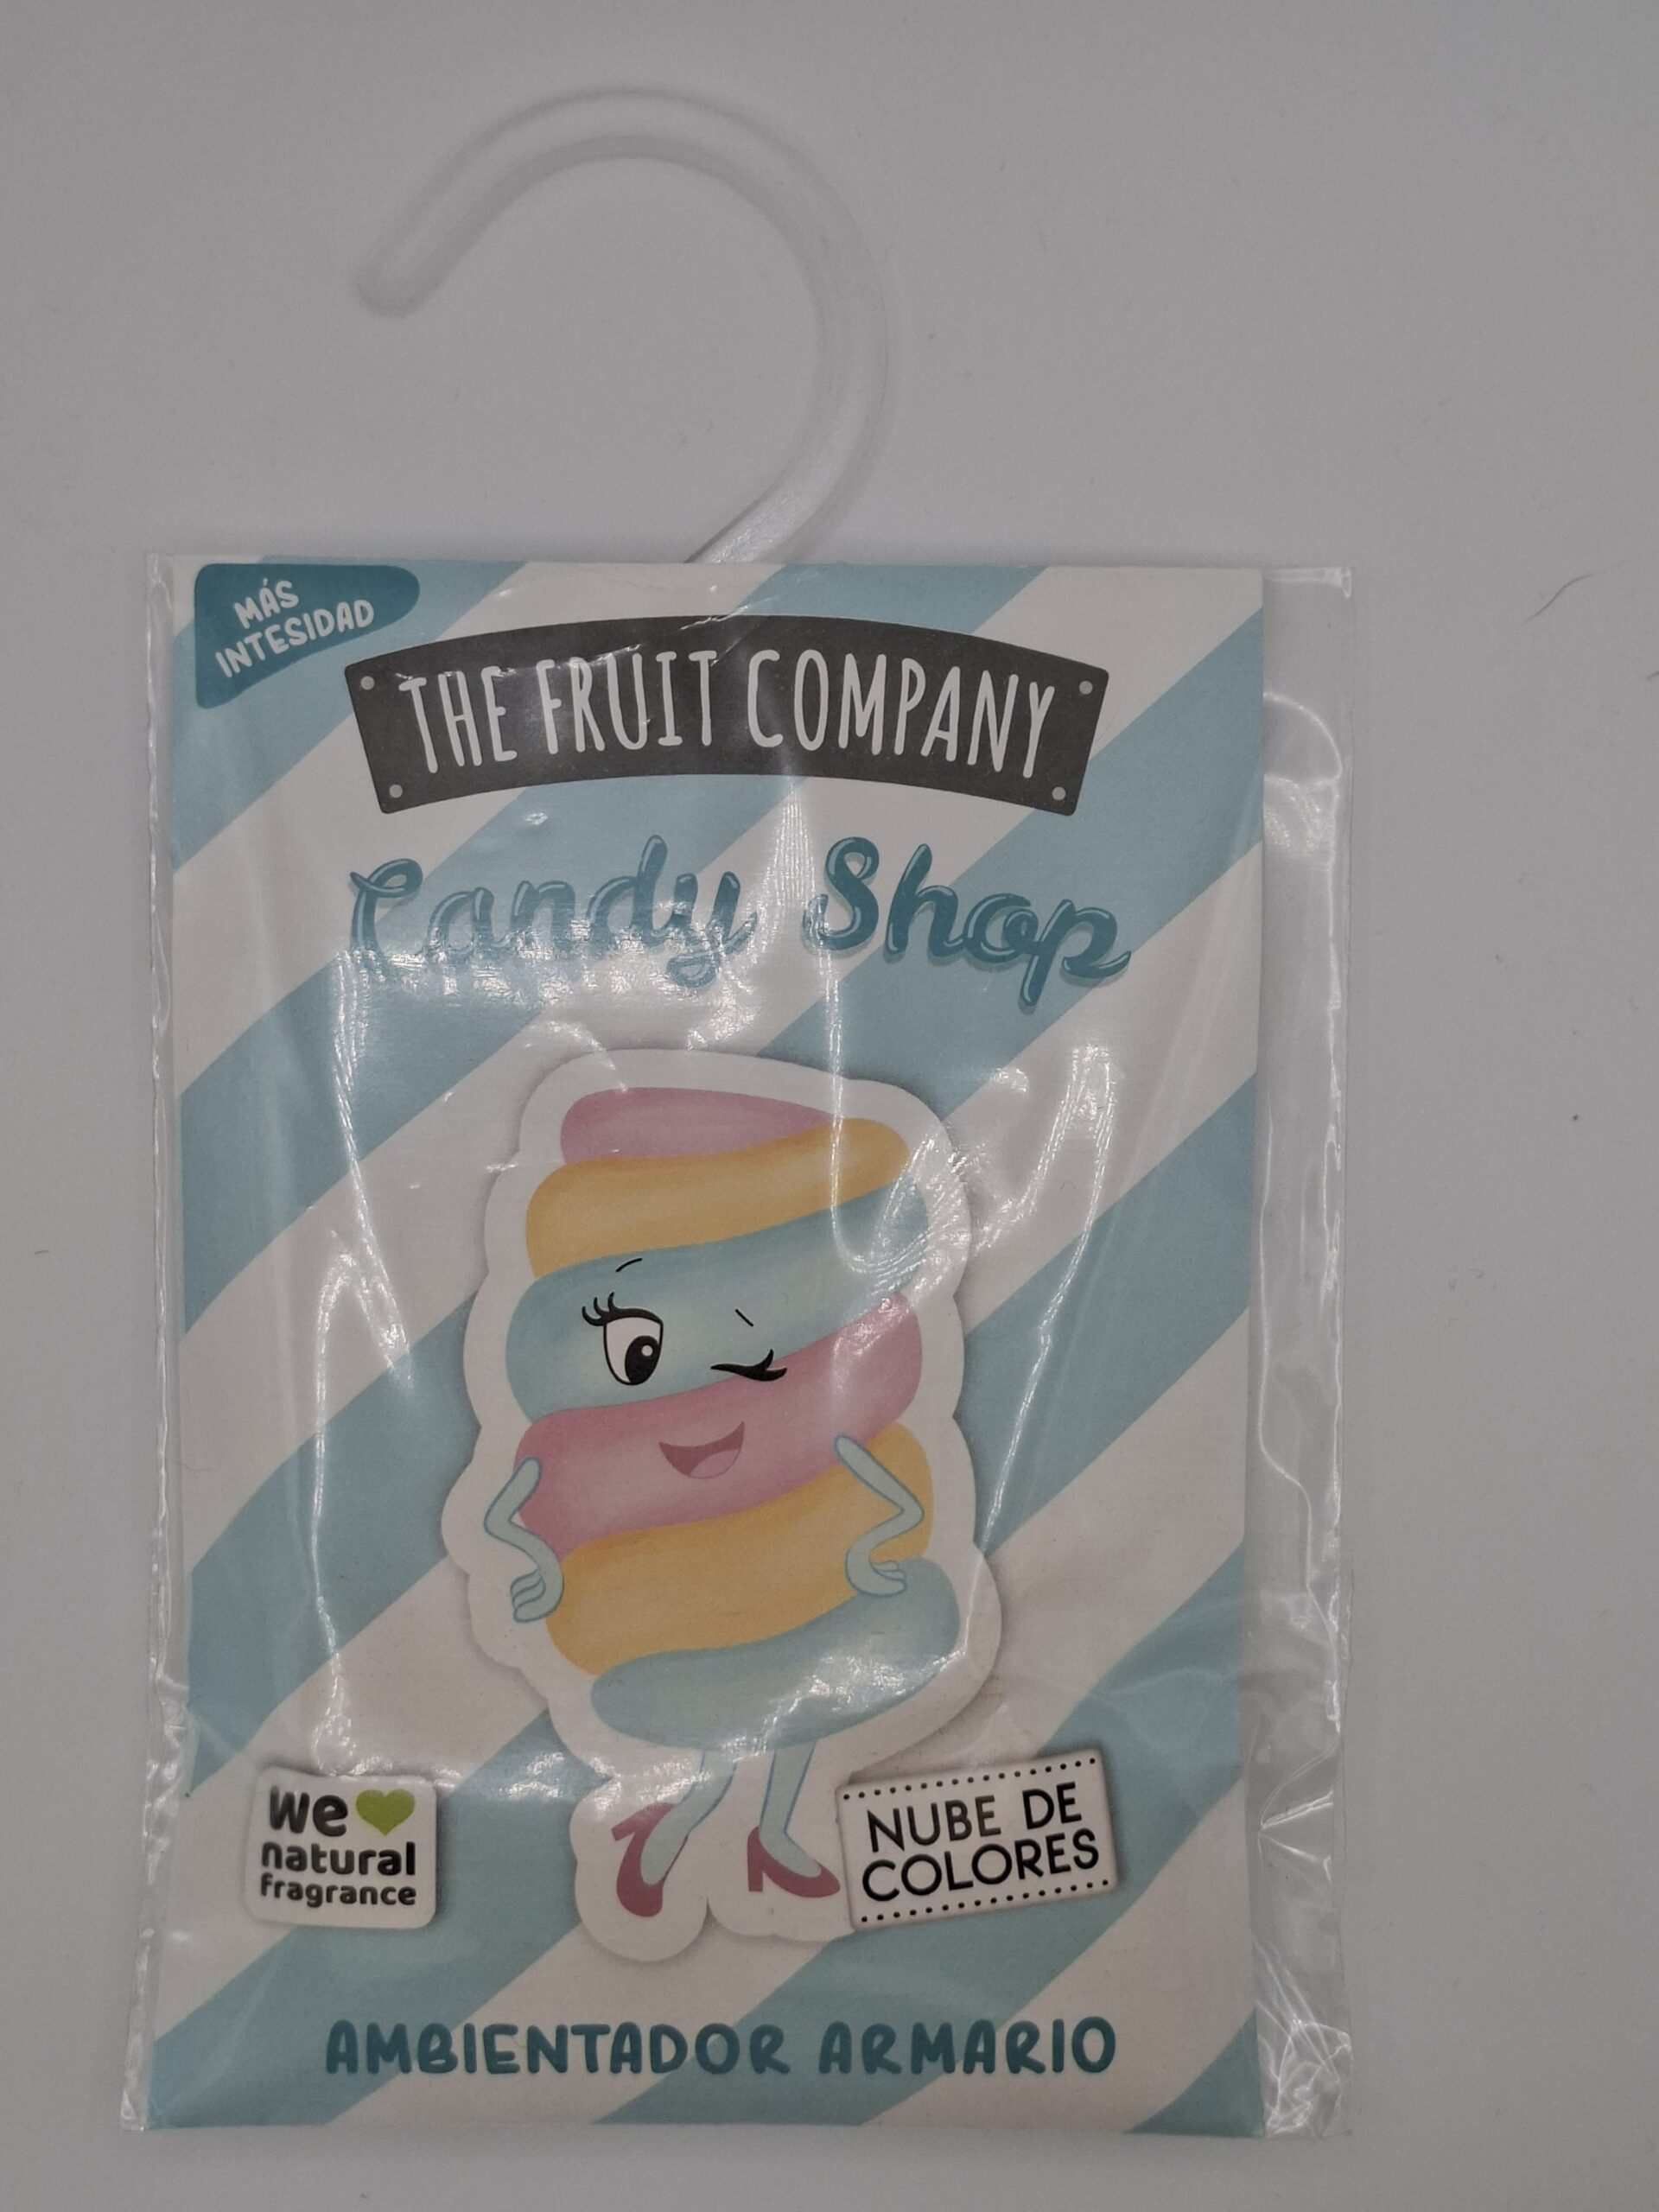 MÁS
INTESIDAD
THE FRUIT COMPANY
Candy Shop
we
natural
fragrance
NUBE DE
COLORES
AMBIENTADOR ARMARIO